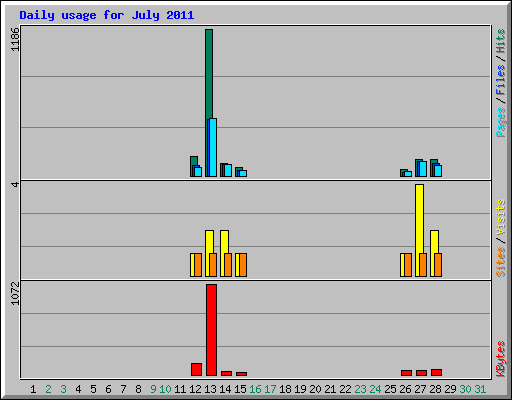 Daily usage for July 2011
1186
Pages/Files/Hits
4
Sites/Visits
1072
KBytes
1 2 3 4 5 6 7 8 9 10 11 12 13 14 15 16 17 18 19 20 21 22 23 24 25 26 27 28 29 30 31